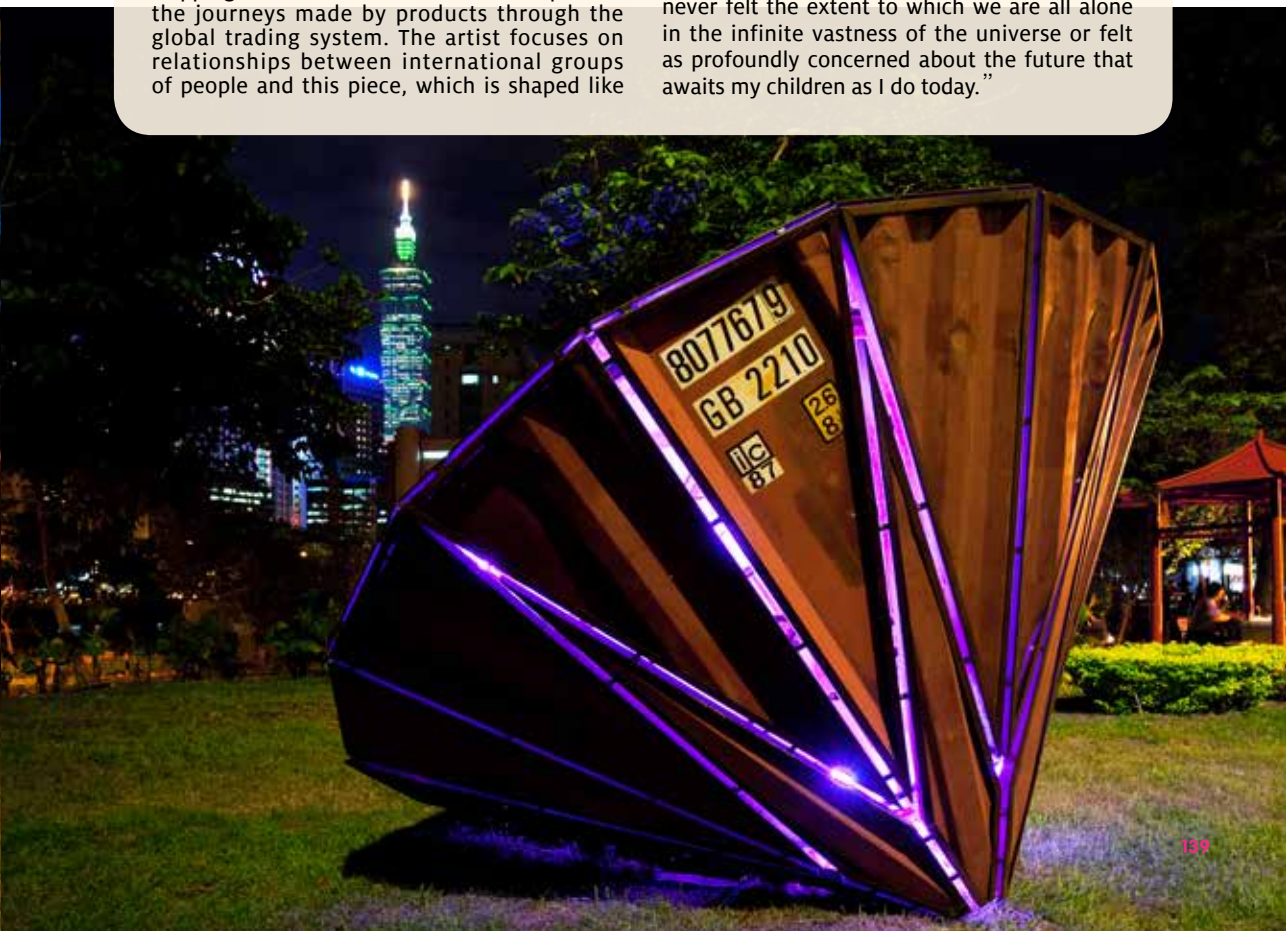 the journeys made by products through the
global trading system. The artist focuses on
relationships between international groups
of people and this piece, which is shaped like
never felt the extent to which we are all alone
in the infinite vastness of the universe or felt
as profoundly concerned about the future that
awaits my children as I do today.”
8077679
GB 2210
26
8
ic
87
139